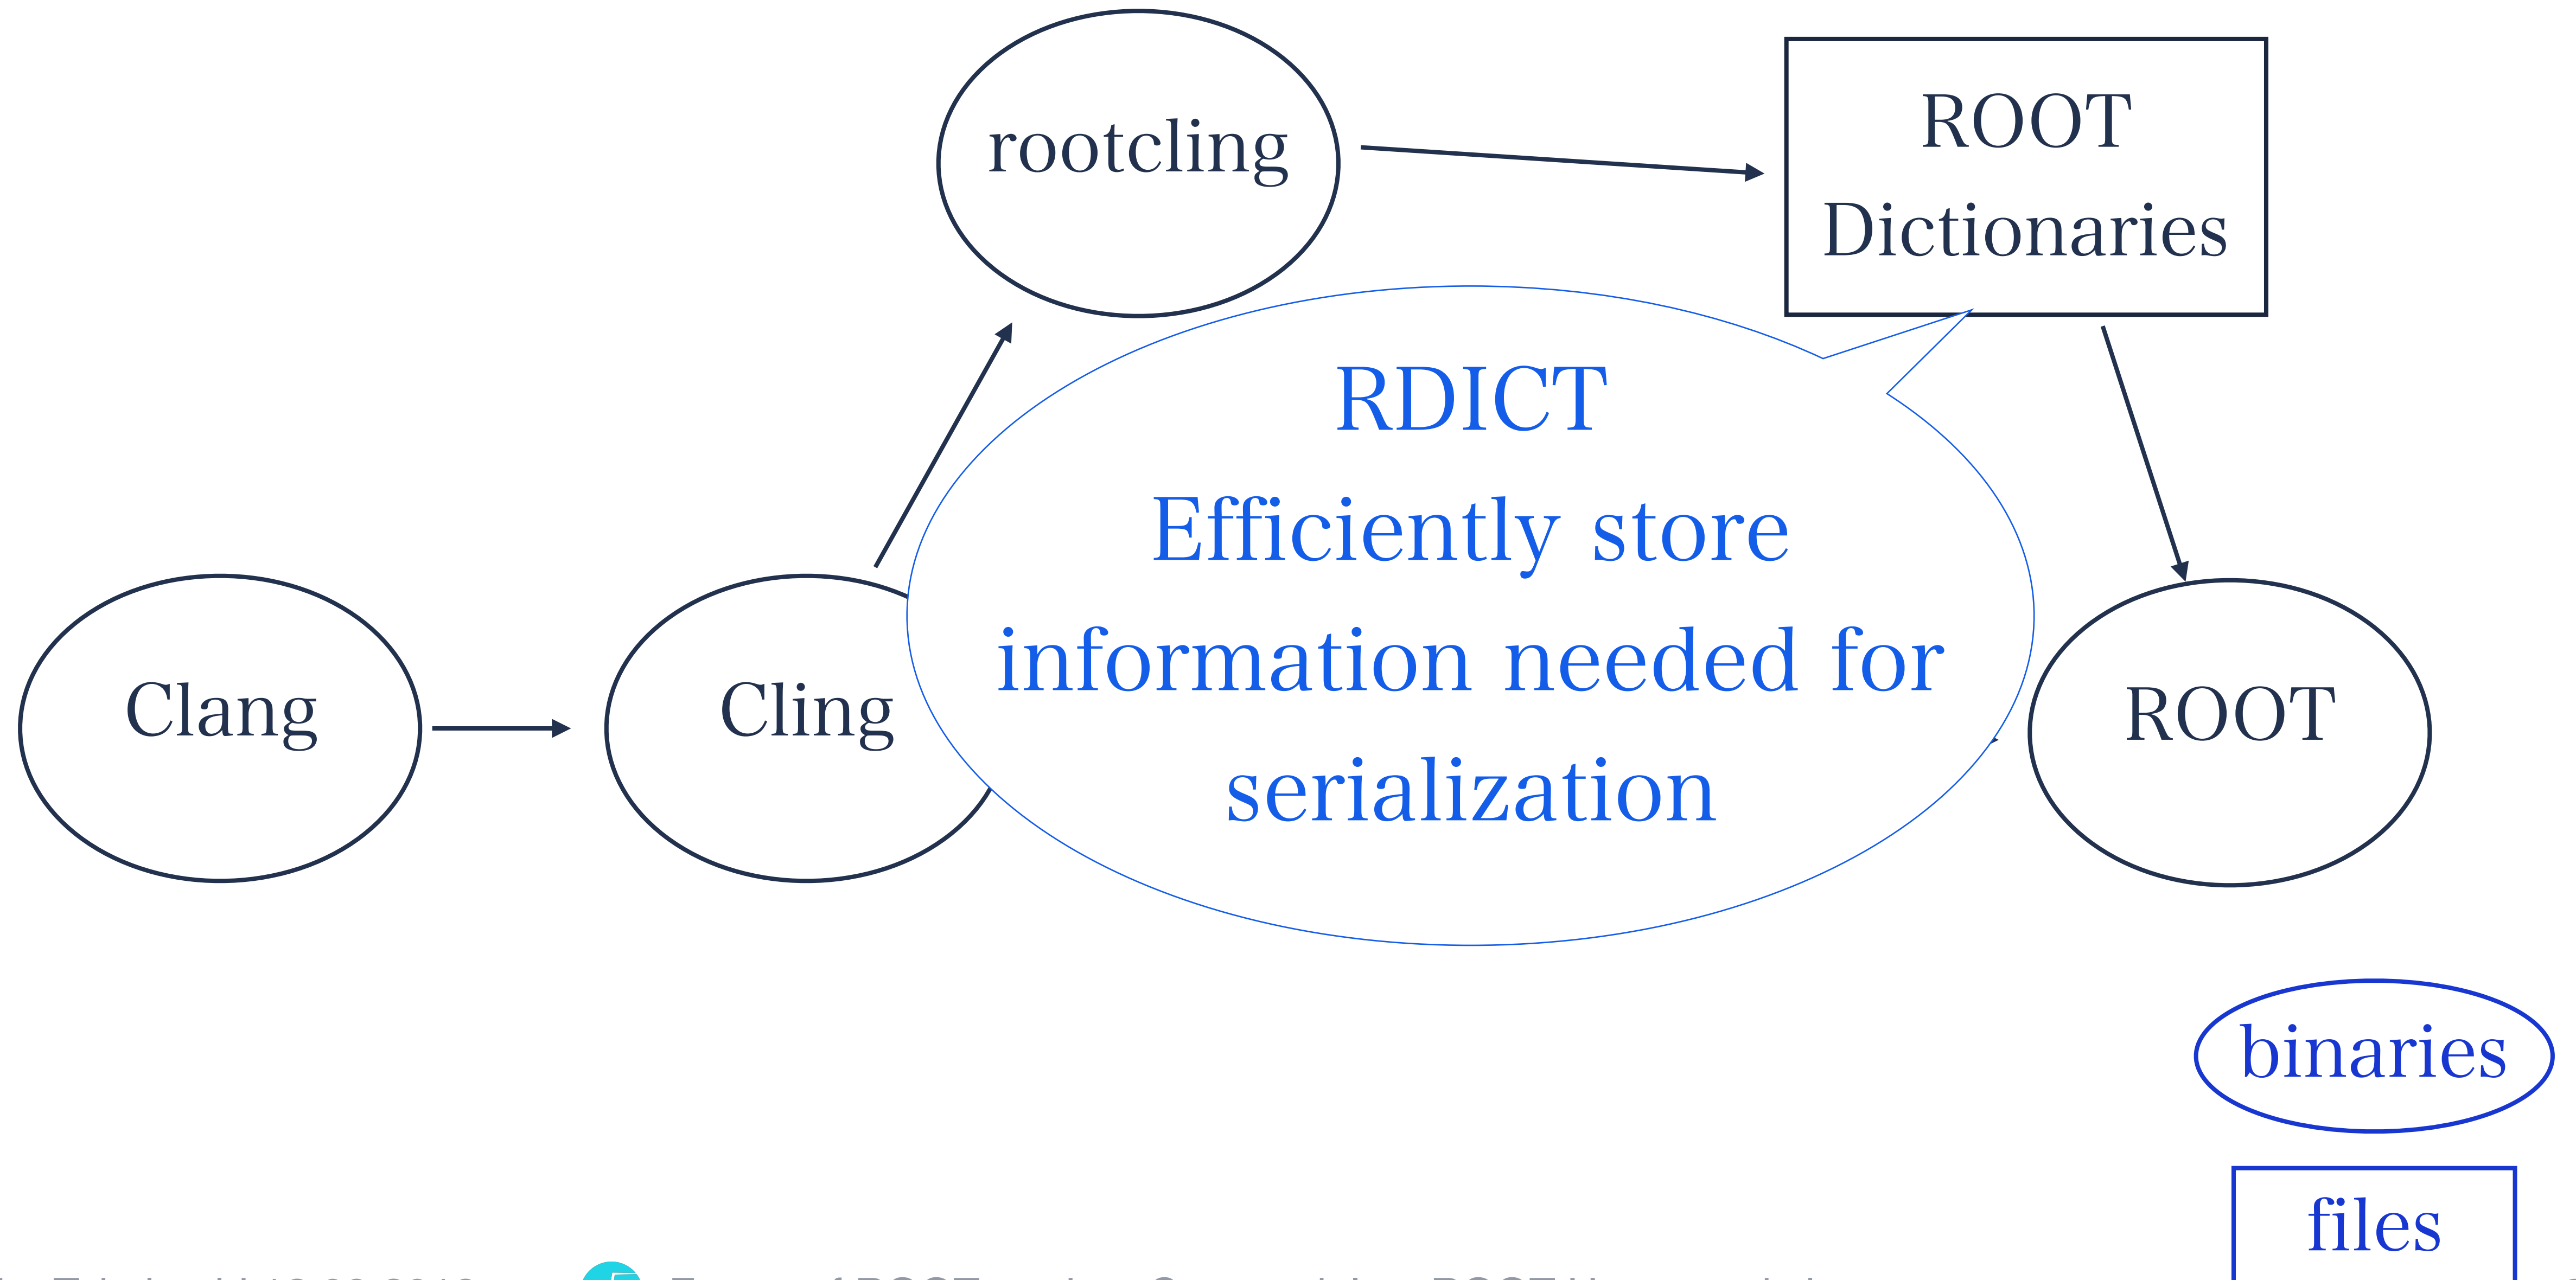 rootcling
ROOT
Dictionaries
RDICT
Efficiently store
information needed for
serialization
Clang
Cling
ROOT
binaries
files